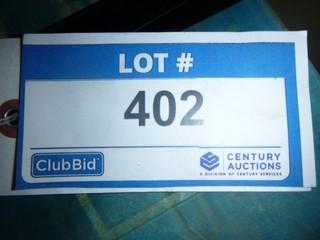 LOT #
402
ClubBid
CENTURY
AUCTIONS
A DIVISION OF CENTURY SERVICES